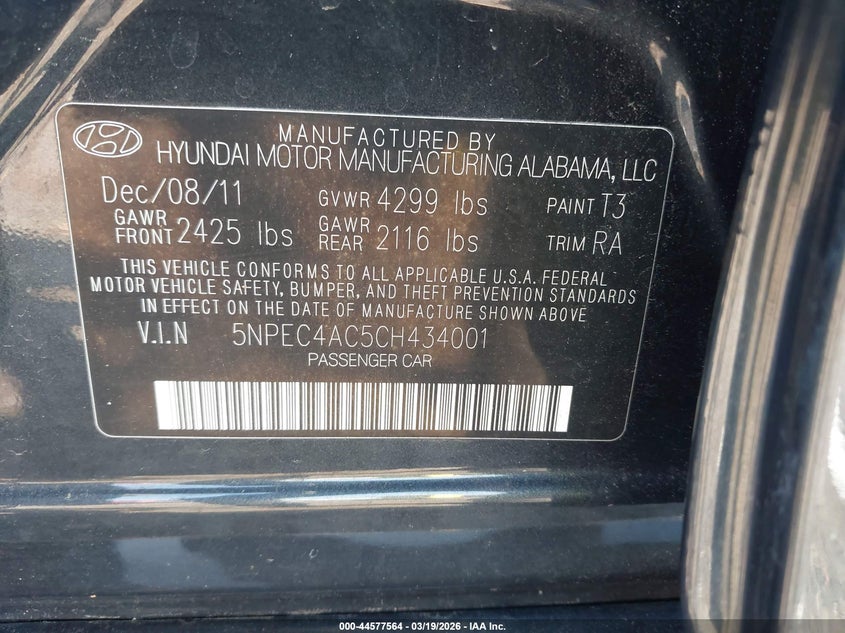 MANUFACTURED BY
HYUNDAI MOTOR MANUFACTURING ALABAMA, LLC
Dec/08/11 GVWR 4299 lbs PAINT T3
GAWR FRONT 2425 lbs GAWR REAR 2116 lbs TRIM RA
THIS VEHICLE CONFORMS TO ALL APPLICABLE U.S.A. FEDERAL
MOTOR VEHICLE SAFETY, BUMPER, AND THEFT PREVENTION STANDARDS
IN EFFECT ON THE DATE OF MANUFACTURE SHOWN ABOVE
V.I.N 5NPEC4AC5CH434001
PASSENGER CAR
000-44577564 - 03/19/2026 - IAA Inc.